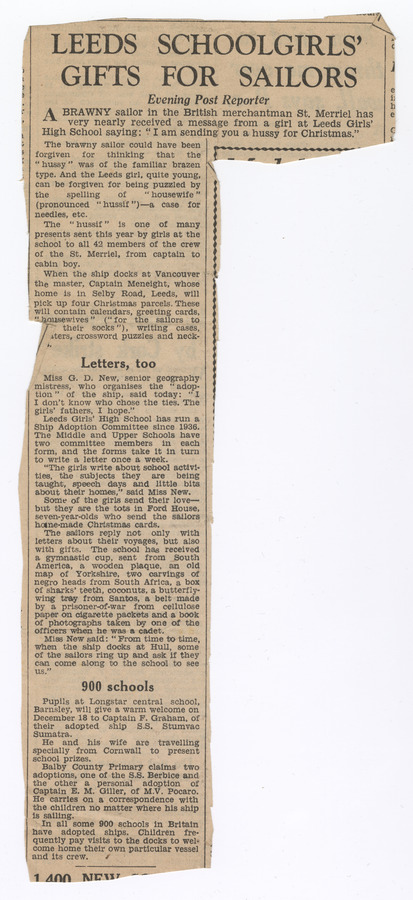 LEEDS SCHOOLGIRLS'
GIFTS FOR SAILORS
Evening Post Reporter
A BRAWNY sailor in the British merchantman St. Merriel has
very nearly received a message from a girl at Leeds Girls'
High School saying: "I am sending you a hussy for Christmas."
The brawny sailor could have been
forgiven for thinking that the
"hussy" was of the familiar brazen
type. And the Leeds girl, quite young,
can be forgiven for being puzzled by
the spelling of "housewife"
(pronounced "hussif")—a case for
needles, etc.
The "hussif" is one of many
presents sent this year by girls at the
school to all 42 members of the crew
of the St. Merriel, from captain to
cabin boy.
When the ship docks at Vancouver
the master, Captain Meneight, whose
home is in Selby Road, Leeds, will
pick up four Christmas parcels. These
will contain calendars, greeting cards,
"housewives" ("for the sailors to
their socks"), writing cases,
ters, crossword puzzles and neck-
Letters, too
Miss G. D. New, senior geography
mistress, who organises the "adop-
tion" of the ship, said today: "I
I don't know who chose the ties. The
girls' fathers, I hope."
Leeds Girls' High School has run a
Ship Adoption Committee since 1936.
The Middle and Upper Schools have
two committee members in each
form, and the forms take it in turn
to write a letter once a week.
"The girls write about school activi-
ties, the subjects they are being
taught, speech days and little bits
about their homes," said Miss New.
Some of the girls send their love—
but they are the tots in Ford House,
seven-year-olds who send the sailors
home-made Christmas cards.
The sailors reply not only with
letters about their voyages, but also
with gifts. The school has received
a gymnastic cup, sent from South
America, a wooden plaque, an old
map of Yorkshire, two carvings of
negro heads from South Africa, a box
of sharks' teeth, coconuts, a butterfly-
wing tray from Santos, a belt made
by a prisoner-of-war from cellulose
paper on cigarette packets and a book
of photographs taken by one of the
officers when he was a cadet.
Miss New said: "From time to time,
when the ship docks at Hull, some
of the sailors ring up and ask if they
can come along to the school to see
us."
900 schools
Pupils at Longstar central school,
Barnsley, will give a warm welcome on
December 18 to Captain F. Graham, of
their adopted ship S.S. Stumvac
Sumatra.
He and his wife are travelling
specially from Cornwall to present
school prizes.
Balby County Primary claims two
adoptions, one of the S.S. Berbice and
the other a personal adoption of
Captain E. M. Giller, of M.V. Pocaro.
He carries on a correspondence with
the children no matter where his ship
is sailing.
In all some 900 schools in Britain
have adopted ships. Children fre-
quently pay visits to the docks to wel-
come home their own particular vessel
and its crew.
1,400 NEW